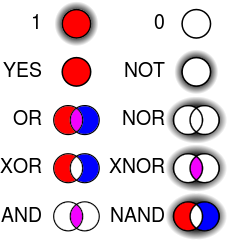 1 0
YES NOT
OR NOR
XOR XNOR
AND NAND